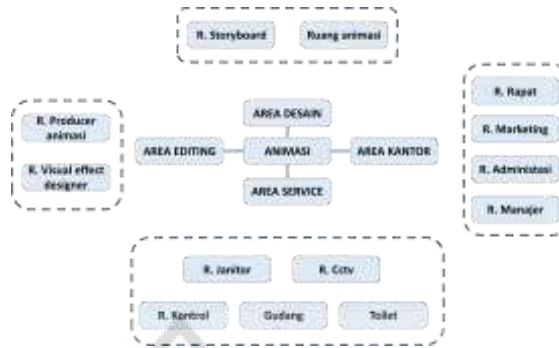 R. Storyboard
Ruang animasi
R. Producer
animasi
R. Visual effect
designer
AREA DESAIN
AREA EDITING
ANIMASI
AREA KANTOR
AREA SERVICE
R. Rapat
R. Marketing
R. Administasi
R. Manajer
R. Janitor
R. Cctv
R. Kontrol
Gudang
Toilet